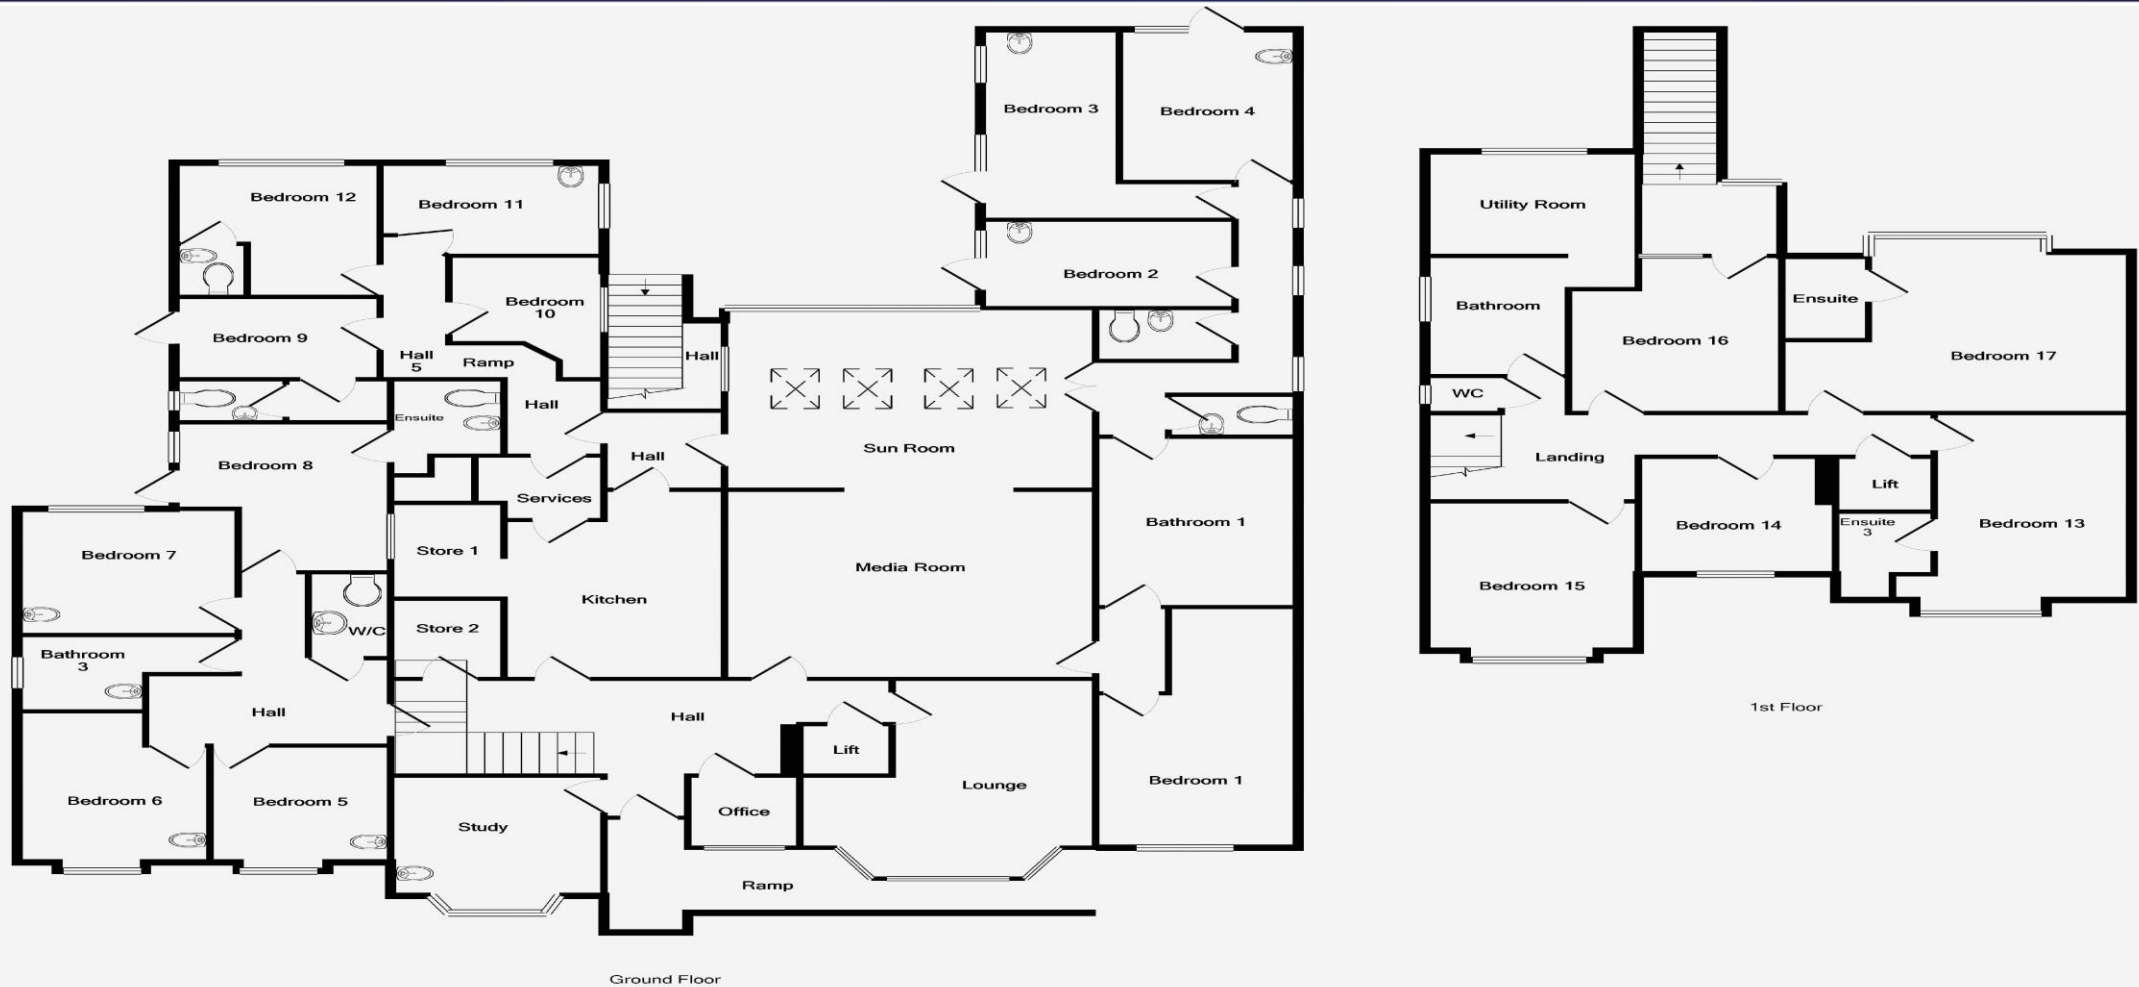 Bedroom 3
Bedroom 4
Bedroom 12
Bedroom 11
Bedroom 2
Bedroom
10
Bedroom 9
Hall
5
Ramp
Hall
Hall
Ensuite
Sun Room
Hall
Bedroom 8
Services
Bathroom 1
Bedroom 7
Store 1
Media Room
Kitchen
Store 2
W/C
Bathroom
3
Hall
Hall
Lift
Lounge
Bedroom 1
Bedroom 6
Bedroom 5
Office
Study
Ramp
Ground Floor
Utility Room
Bathroom
Ensuite
Bedroom 16
Bedroom 17
WC
Landing
Lift
Bedroom 14
Ensuite
3
Bedroom 13
Bedroom 15
1st Floor